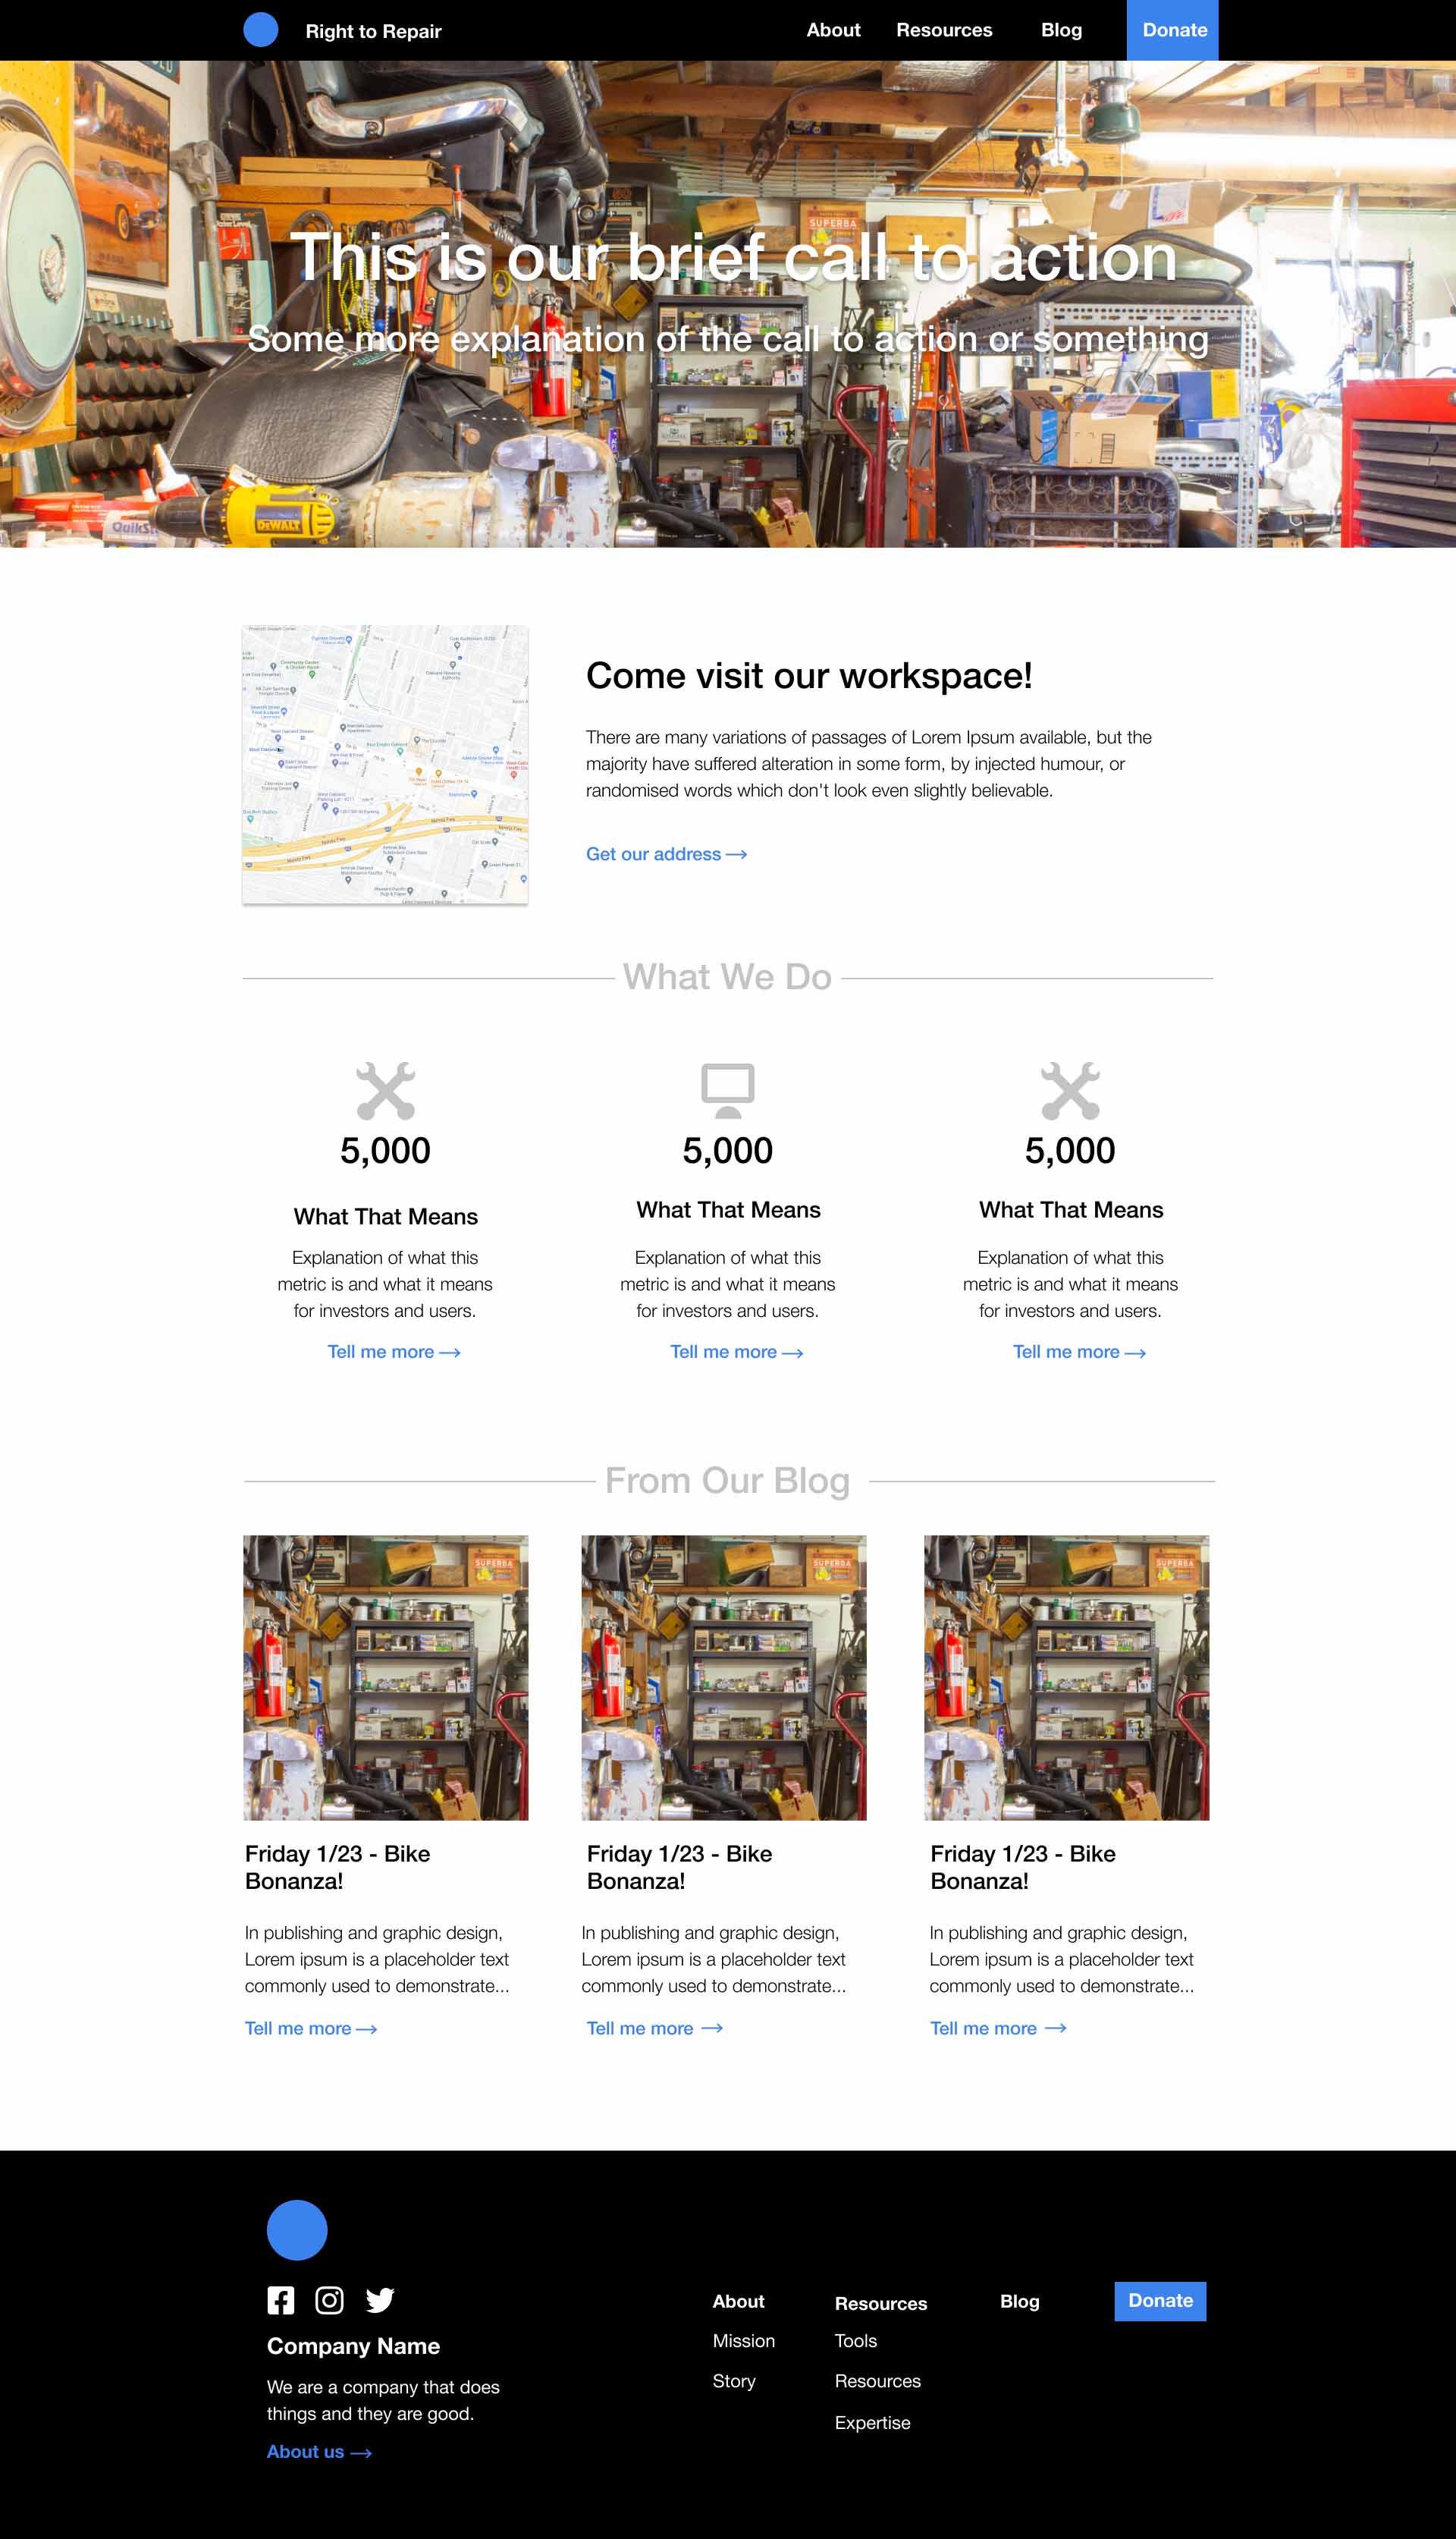 Right to Repair
About Resources Blog Donate
SUPERBA
This is our brief call to action
Some more explanation of the call to action or something
DEWALT
Come visit our workspace!
There are many variations of passages of Lorem Ipsum available, but the
majority have suffered alteration in some form, by injected humour, or
randomised words which don't look even slightly believable.
Get our address
What We Do
5,000 5,000 5,000
What That Means What That Means What That Means
Explanation of what this Explanation of what this Explanation of what this
metric is and what it means metric is and what it means metric is and what it means
for investors and users. for investors and users. for investors and users.
Tell me more Tell me more Tell me more
From Our Blog
SUPERBA SUPERBA SUPERBA
Friday 1/23 - Bike Friday 1/23 - Bike Friday 1/23 - Bike
Bonanza! Bonanza! Bonanza!
In publishing and graphic design, In publishing and graphic design, In publishing and graphic design,
Lorem ipsum is a placeholder text Lorem ipsum is a placeholder text Lorem ipsum is a placeholder text
commonly used to demonstrate... commonly used to demonstrate... commonly used to demonstrate...
Tell me more Tell me more Tell me more
About Resources Blog Donate
Company Name
Mission Tools
We are a company that does
things and they are good.
Story Resources
Expertise
About us